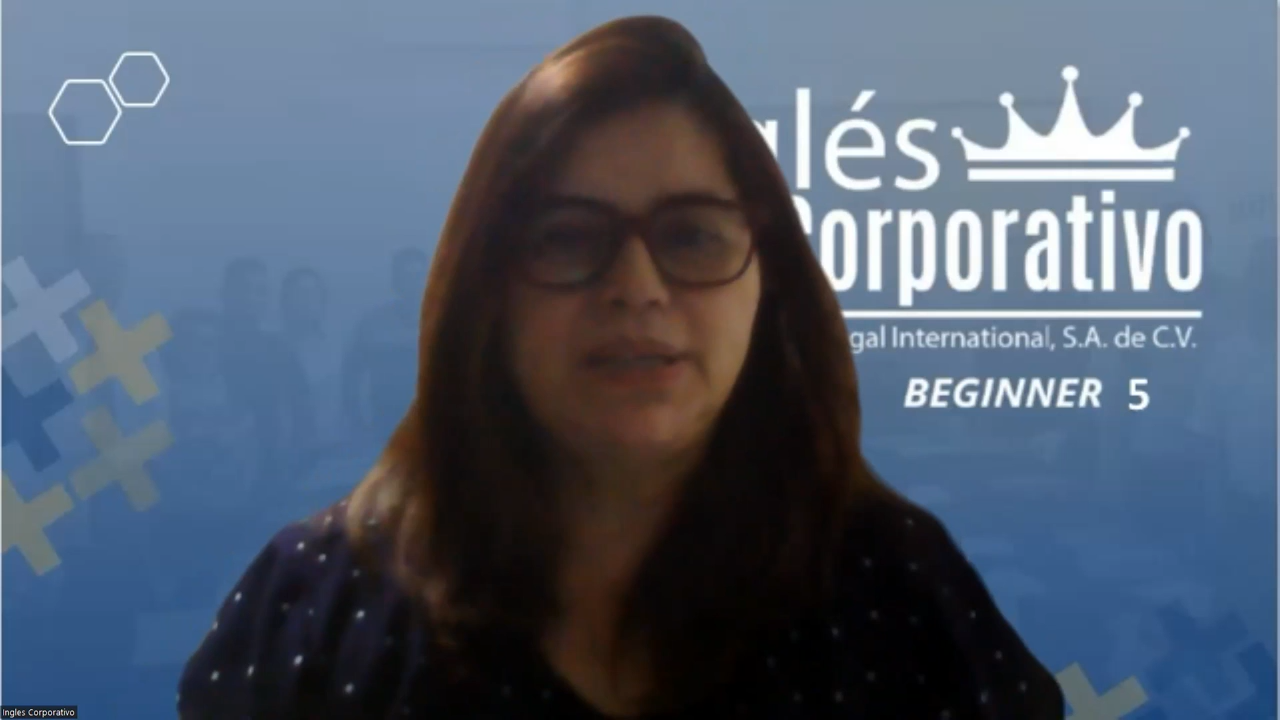 glés
Corporativo
gal International, S.A. de C.V.
BEGINNER 5
Ingles Corporativo